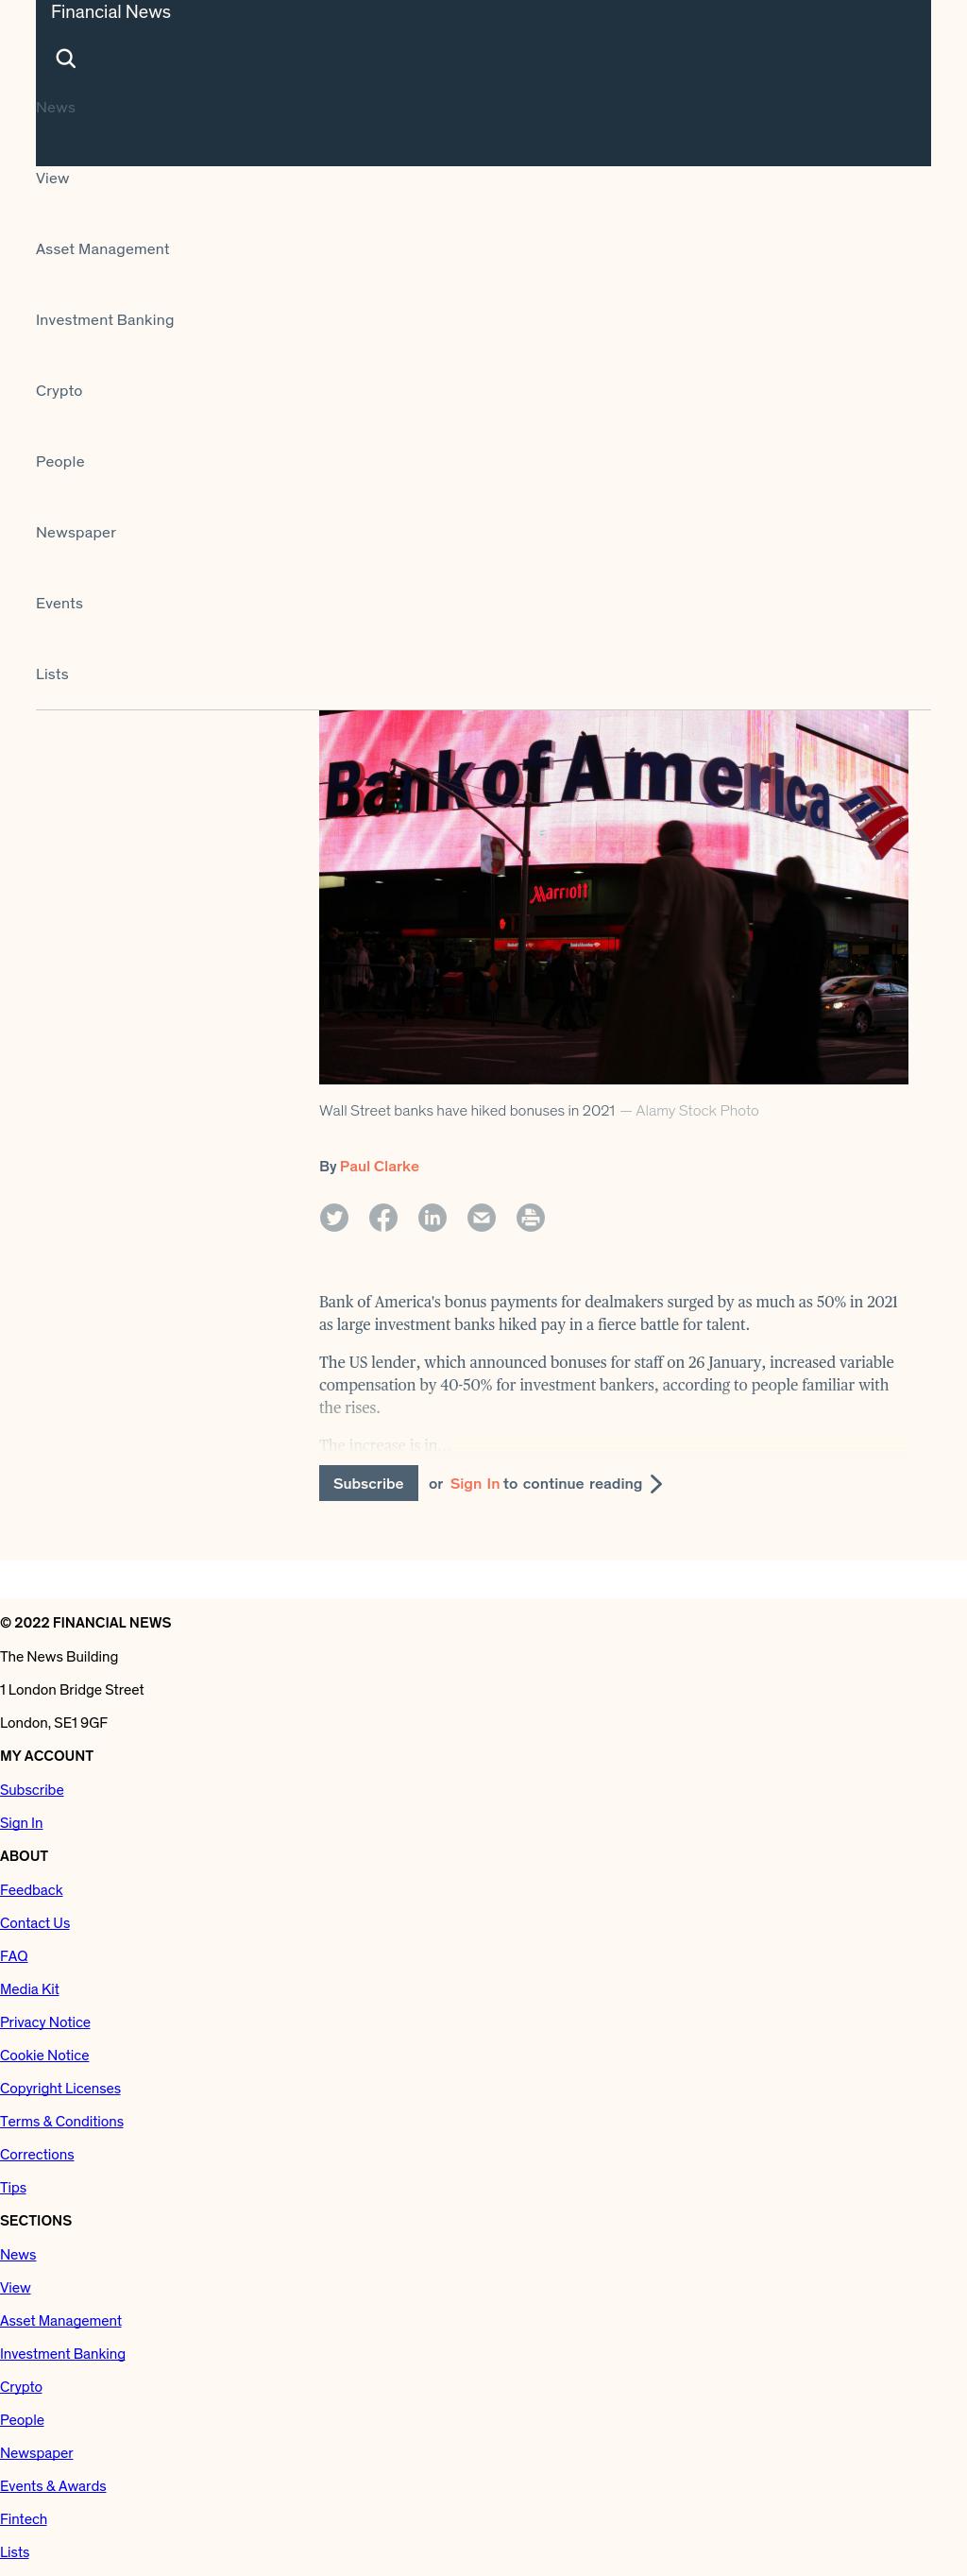 Financial News
News
View
Asset Management
Investment Banking
Crypto
People
Newspaper
Events
Lists
Bank of America
Marriott
Wall Street banks have hiked bonuses in 2021 — Alamy Stock Photo
By Paul Clarke
Bank of America's bonus payments for dealmakers surged by as much as 50% in 2021
as large investment banks hiked pay in a fierce battle for talent.
The US lender, which announced bonuses for staff on 26 January, increased variable
compensation by 40-50% for investment bankers, according to people familiar with
the rises.
The increase is in...
Subscribe or Sign In to continue reading
© 2022 FINANCIAL NEWS
The News Building
1 London Bridge Street
London, SE1 9GF
MY ACCOUNT
Subscribe
Sign In
ABOUT
Feedback
Contact Us
FAQ
Media Kit
Privacy Notice
Cookie Notice
Copyright Licenses
Terms & Conditions
Corrections
Tips
SECTIONS
News
View
Asset Management
Investment Banking
Crypto
People
Newspaper
Events & Awards
Fintech
Lists